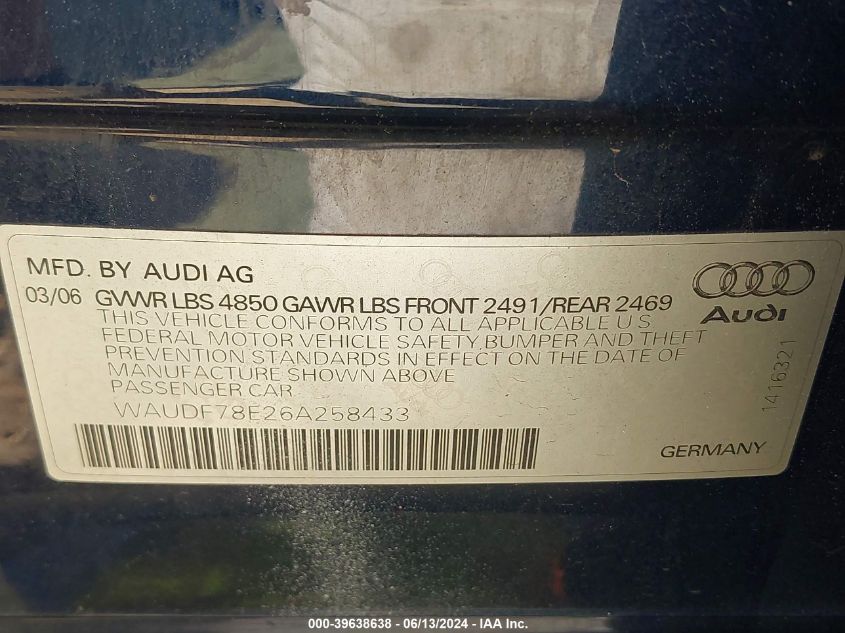 MFD. BY AUDI AG
03/06 GVWR LBS 4850 GAWR LBS FRONT 2491/REAR 2469
THIS VEHICLE CONFORMS TO ALL APPLICABLE U S
FEDERAL MOTOR VEHICLE SAFETY,BUMPER AND THEFT
PREVENTION STANDARDS IN EFFECT ON THE DATE OF
MANUFACTURE SHOWN ABOVE
PASSENGER CAR
WAUDF78E26A258433
Audi
1416321
GERMANY
000-39638638 - 06/13/2024 - IAA Inc.